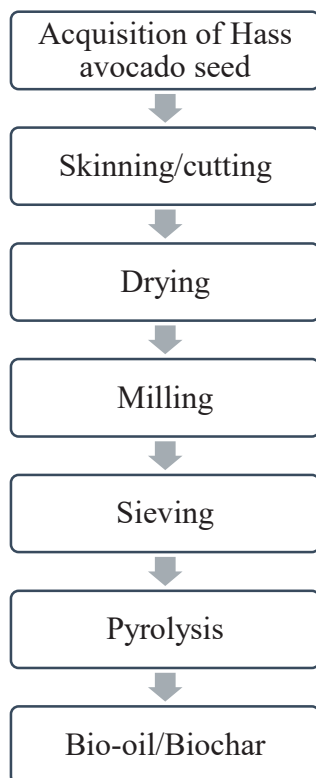 Acquisition of Hass
avocado seed
Skinning/cutting
Drying
Milling
Sieving
Pyrolysis
Bio-oil/Biochar